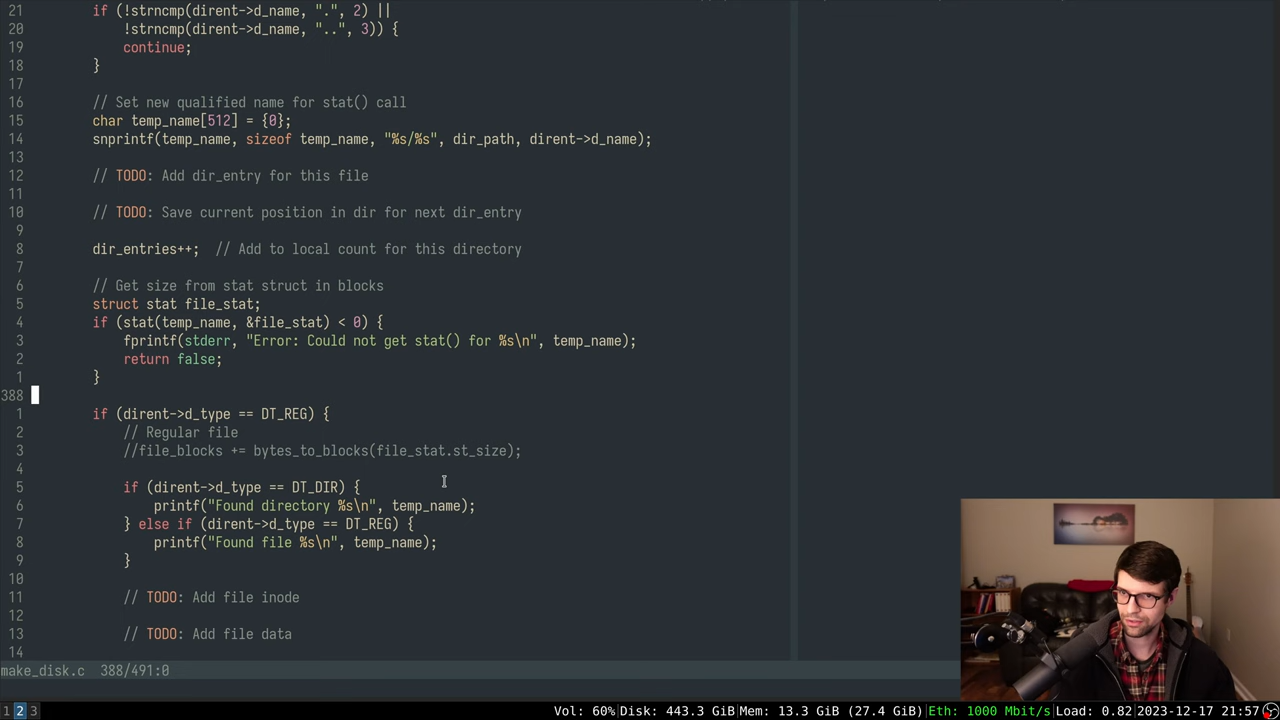 21         if (!strncmp(dirent->d_name, ".", 2) ||
20             !strncmp(dirent->d_name, "..", 3)) {
19             continue;
18         }
17
16         // Set new qualified name for stat() call
15         char temp_name[512] = {0};
14         snprintf(temp_name, sizeof temp_name, "%s/%s", dir_path, dirent->d_name);
13
12         // TODO: Add dir_entry for this file
11
10         // TODO: Save current position in dir for next dir_entry
9
8         dir_entries++;  // Add to local count for this directory
7
6         // Get size from stat struct in blocks
5         struct stat file_stat;
4         if (stat(temp_name, &file_stat) < 0) {
3             fprintf(stderr, "Error: Could not get stat() for %s\n", temp_name);
2             return false;
1         }
388
1         if (dirent->d_type == DT_REG) {
2             // Regular file
3             //file_blocks += bytes_to_blocks(file_stat.st_size);
4
5             if (dirent->d_type == DT_DIR) {
6                 printf("Found directory %s\n", temp_name);
7             } else if (dirent->d_type == DT_REG) {
8                 printf("Found file %s\n", temp_name);
9             }
10
11             // TODO: Add file inode
12
13             // TODO: Add file data
14
make_disk.c  388/491:0
1 2 3 Vol: 60%|Disk: 443.3 GiB|Mem: 13.3 GiB (27.4 GiB)|Eth: 1000 Mbit/s|Load: 0.82|2023-12-17 21:57